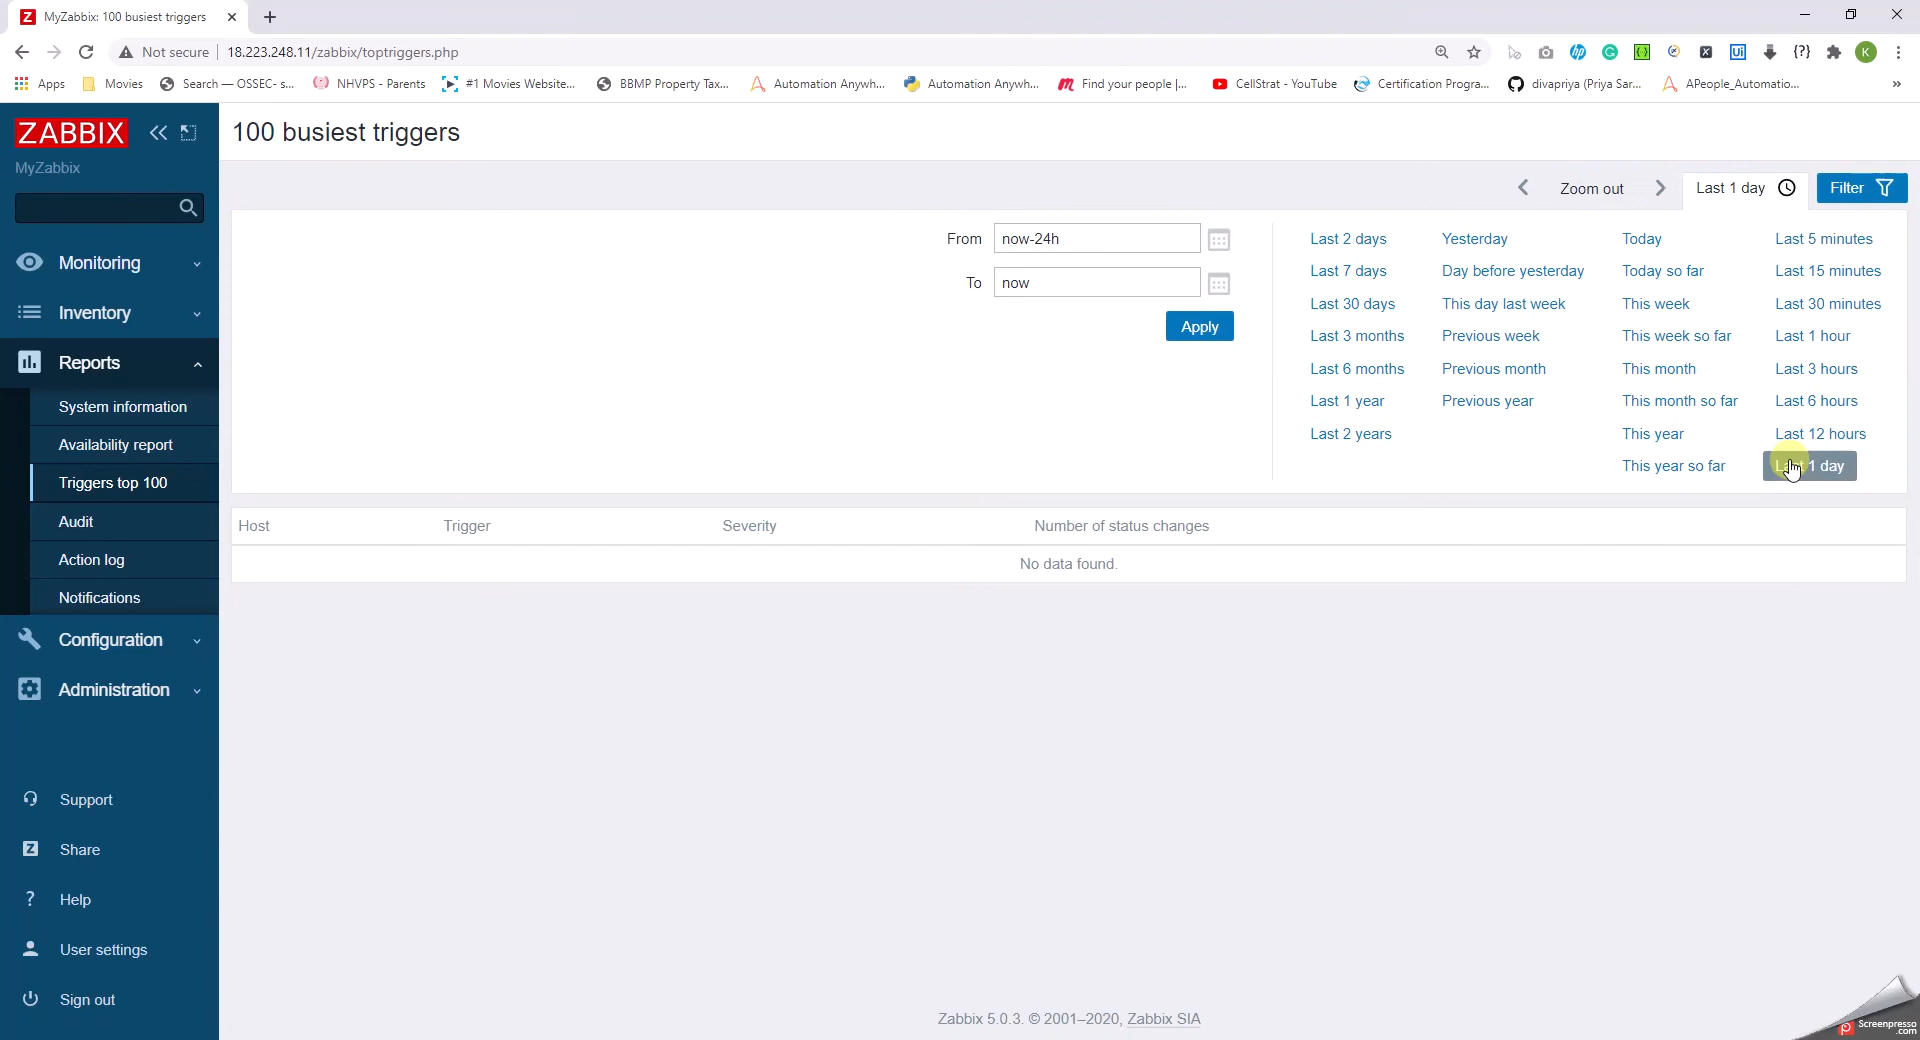 MyZabbix: 100 busiest triggers
Not secure 18.223.248.11/zabbix/toptriggers.php
Apps Movies Search — OSSEC- s... NHVPS - Parents #1 Movies Website... BBMP Property Tax... Automation Anywh... Automation Anywh... Find your people |... CellStrat - YouTube Certification Progra... divapriya (Priya Sar... APeople_Automatio...
ZABBIX
MyZabbix
100 busiest triggers
Zoom out Last 1 day Filter
Monitoring
Inventory
Reports
System information
Availability report
Triggers top 100
Audit
Action log
Notifications
Configuration
Administration
Support
Share
Help
User settings
Sign out
From now-24h
To now
Apply
Last 2 days Yesterday Today Last 5 minutes
Last 7 days Day before yesterday Today so far Last 15 minutes
Last 30 days This day last week This week Last 30 minutes
Last 3 months Previous week This week so far Last 1 hour
Last 6 months Previous month This month Last 3 hours
Last 1 year Previous year This month so far Last 6 hours
Last 2 years This year Last 12 hours
This year so far Last 1 day
Host Trigger Severity Number of status changes
No data found.
Zabbix 5.0.3. © 2001–2020, Zabbix SIA
Screenpresso
.com